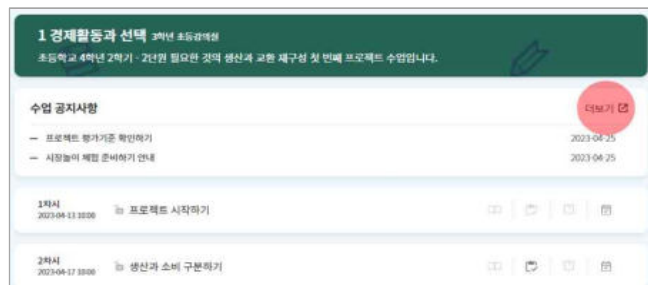 1 경제활동과 선택 3학년 초등강의실
초등학교 4학년 2학기 - 2단원 필요한 것의 생산과 교환 재구성 첫 번째 프로젝트 수업입니다.
수업 공지사항
더보기
— 프로젝트 평가기준 확인하기
2023-04-25
— 시장놀이 체험 준비하기 안내
2023-04-25
1차시
2023-04-13 10:00
프로젝트 시작하기
2차시
2023-04-17 10:00
생산과 소비 구분하기